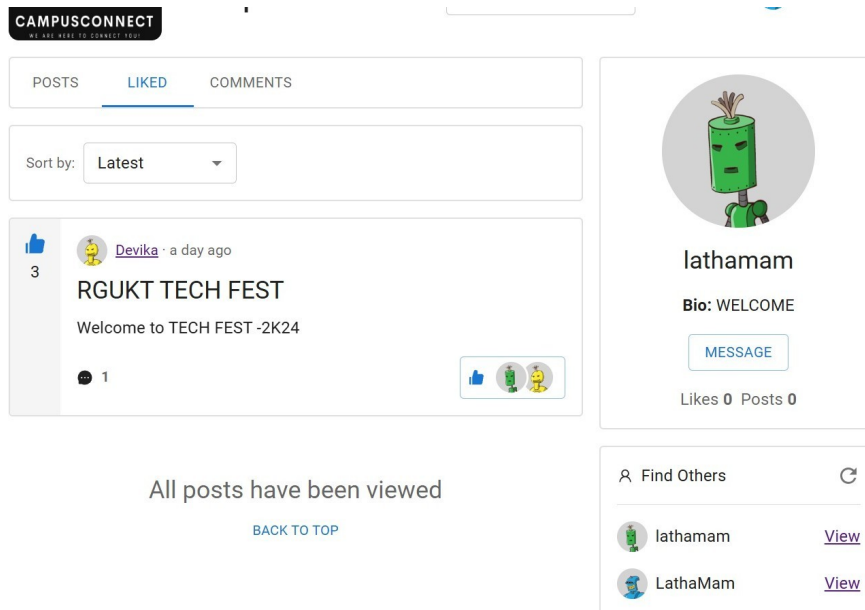 CAMPUSCONNECT
WE ARE HERE TO CONNECT YOU!
POSTS LIKED COMMENTS
Sort by: Latest
3
Devika · a day ago
RGUKT TECH FEST
Welcome to TECH FEST -2K24
1
All posts have been viewed
BACK TO TOP
lathamam
Bio: WELCOME
MESSAGE
Likes 0 Posts 0
Find Others
lathamam View
LathaMam View